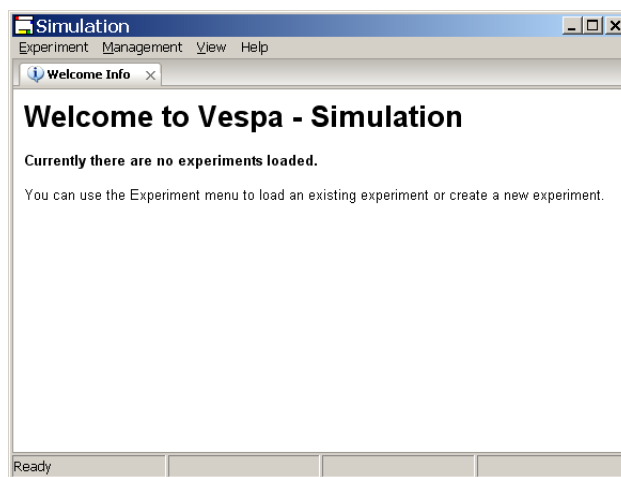 Simulation
Experiment Management View Help
Welcome Info
Welcome to Vespa - Simulation
Currently there are no experiments loaded.
You can use the Experiment menu to load an existing experiment or create a new experiment.
Ready